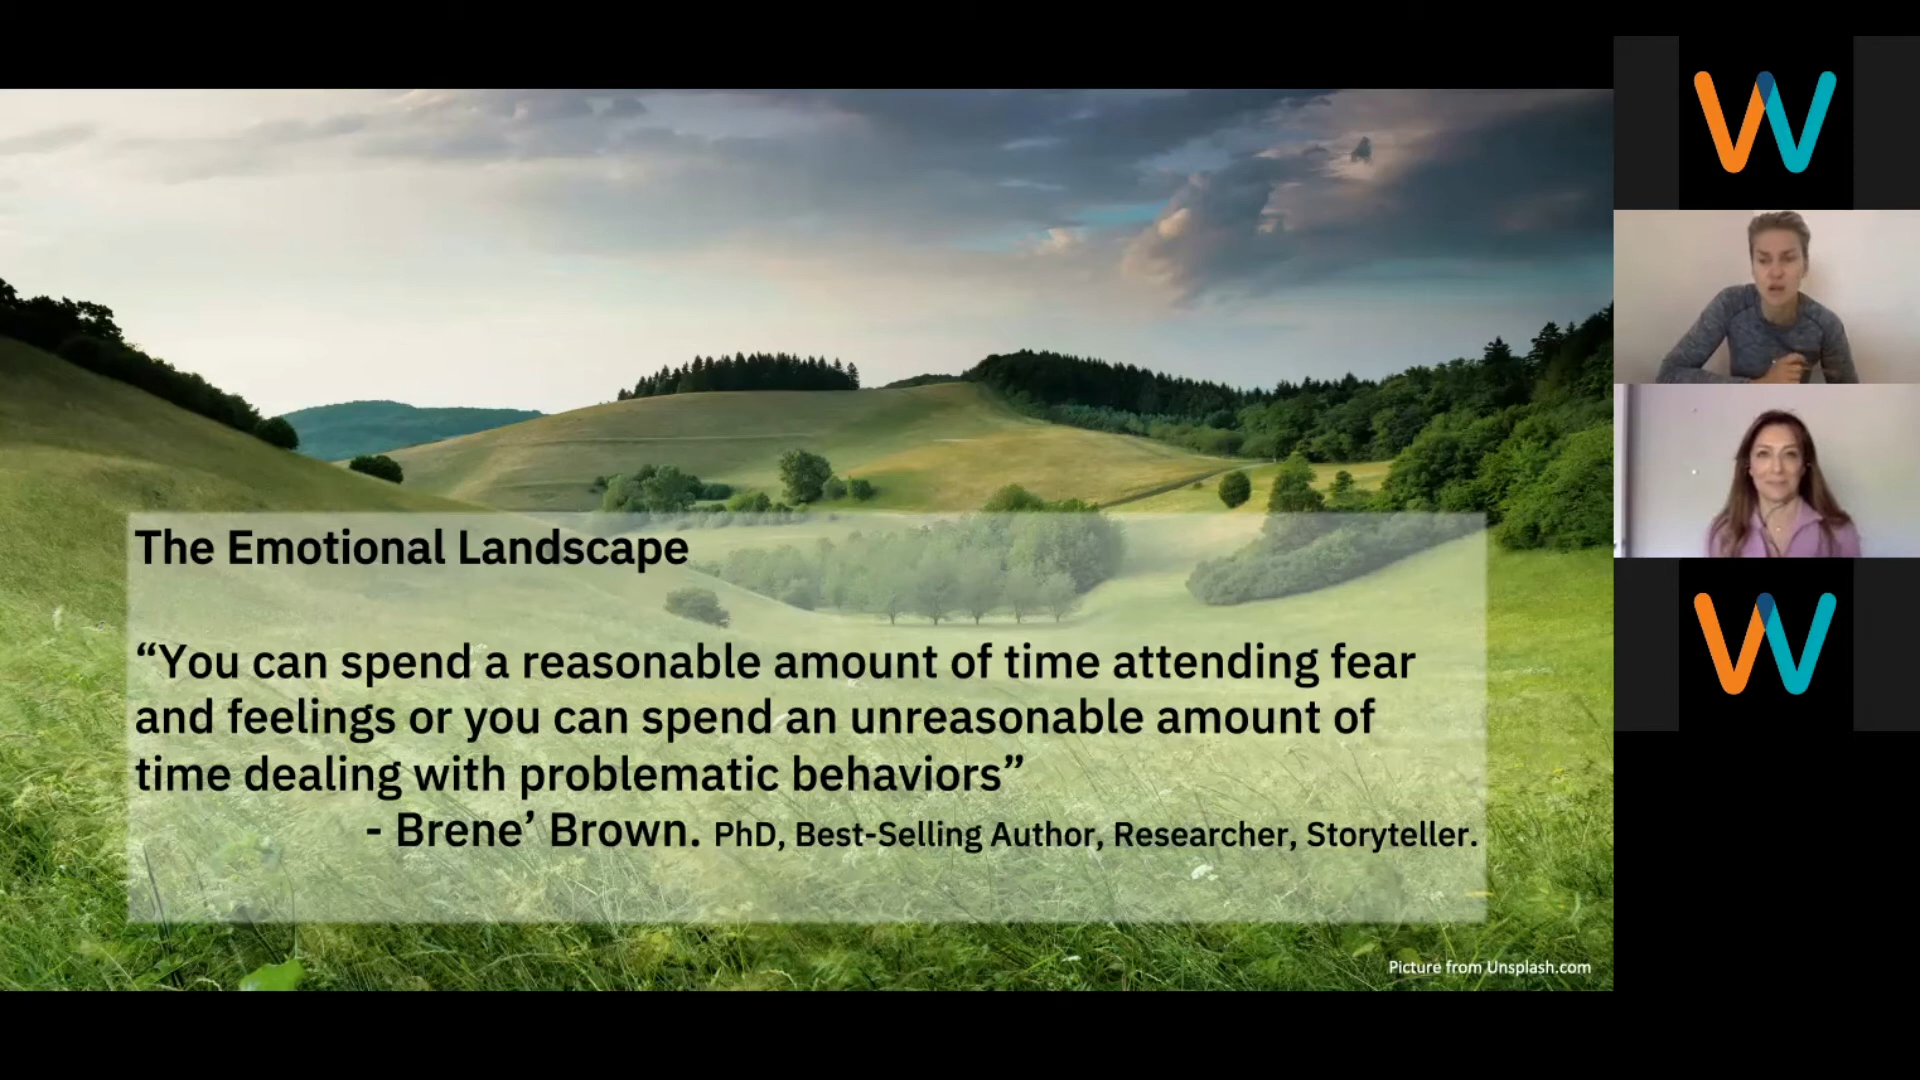 The Emotional Landscape
“You can spend a reasonable amount of time attending fear
and feelings or you can spend an unreasonable amount of
time dealing with problematic behaviors”
- Brene’ Brown. PhD, Best-Selling Author, Researcher, Storyteller.
Picture from Unsplash.com